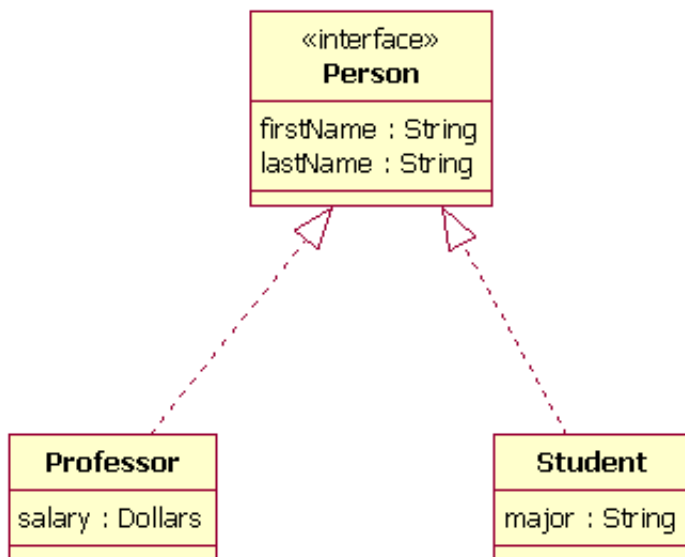 «interface»
Person
firstName : String
lastName : String
Professor
salary : Dollars
Student
major : String